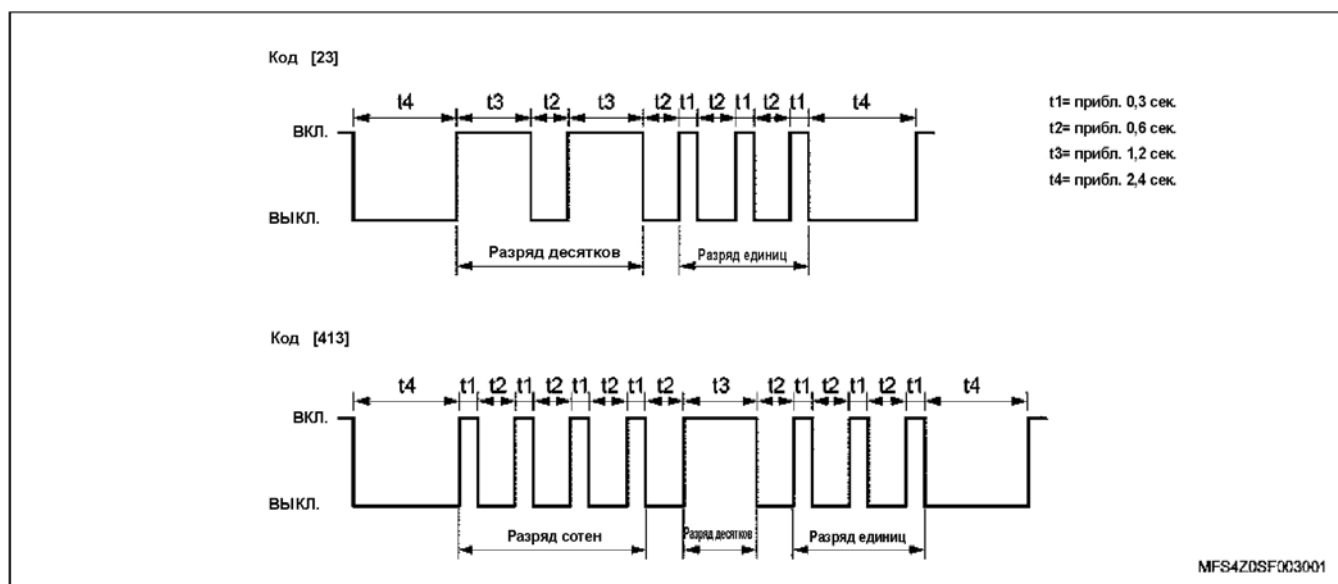 Код [23]
t4 t3 t2 t3 t2 t1 t2 t1 t2 t1 t4
t1= прибл. 0,3 сек.
t2= прибл. 0,6 сек.
t3= прибл. 1,2 сек.
t4= прибл. 2,4 сек.
ВКЛ.
ВЫКЛ.
Разряд десятков
Разряд единиц
Код [413]
t4 t1 t2 t1 t2 t1 t2 t1 t2 t3 t2 t1 t2 t1 t2 t1 t4
ВКЛ.
ВЫКЛ.
Разряд сотен
Разряд десятков
Разряд единиц
MFS4Z0SF003001